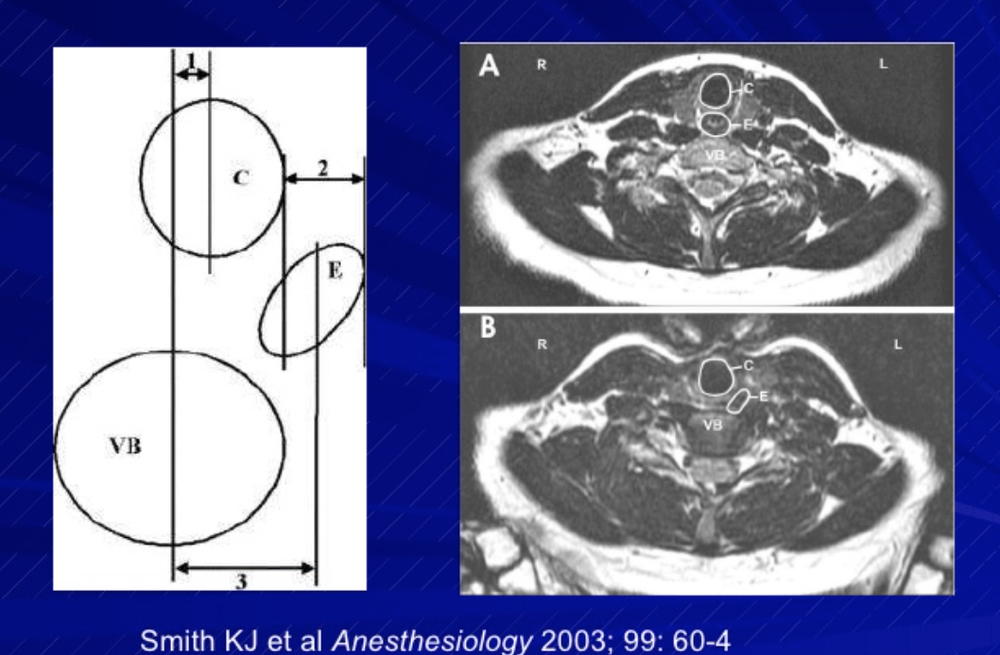 1
C
2
E
VB
3
A
R
L
C
E
VB
B
R
L
C
E
VB
Smith KJ et al Anesthesiology 2003; 99: 60-4